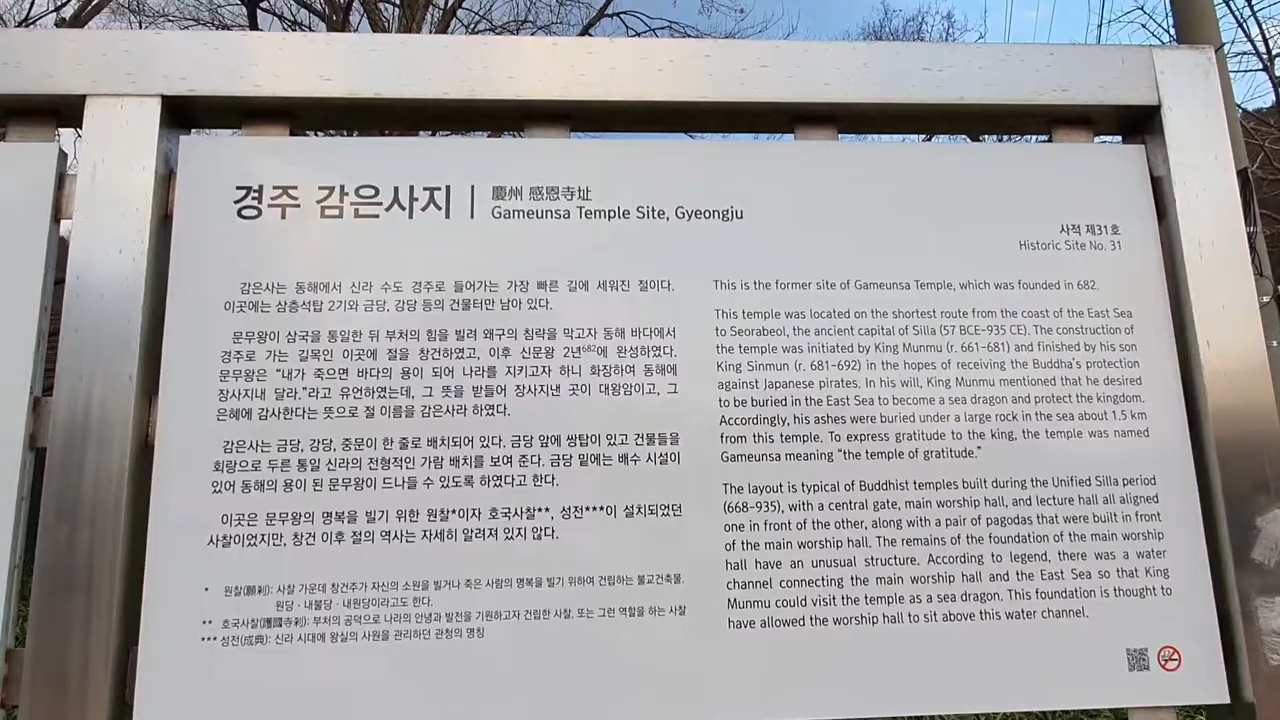 경주 감은사지
慶州 感恩寺址
Gameunsa Temple Site, Gyeongju
사적 제31호
Historic Site No. 31
감은사는 동해에서 신라 수도 경주로 들어가는 가장 빠른 길에 세워진 절이다.
이곳에는 삼층석탑 2기와 금당, 강당 등의 건물터만 남아 있다.
문무왕이 삼국을 통일한 뒤 부처의 힘을 빌려 왜구의 침략을 막고자 동해 바다에서
경주로 가는 길목인 이곳에 절을 창건하였고, 이후 신문왕 2년682에 완성하였다.
문무왕은 “내가 죽으면 바다의 용이 되어 나라를 지키고자 하니 화장하여 동해에
장사지내 달라.”라고 유언하였는데, 그 뜻을 받들어 장사지낸 곳이 대왕암이고, 그
은혜에 감사한다는 뜻으로 절 이름을 감은사라 하였다.
감은사는 금당, 강당, 중문이 한 줄로 배치되어 있다. 금당 앞에 쌍탑이 있고 건물들을
회랑으로 두른 통일 신라의 전형적인 가람 배치를 보여 준다. 금당 밑에는 배수 시설이
있어 동해의 용이 된 문무왕이 드나들 수 있도록 하였다고 한다.
이곳은 문무왕의 명복을 빌기 위한 원찰*이자 호국사찰**, 성전***이 설치되었던
사찰이었지만, 창건 이후 절의 역사는 자세히 알려져 있지 않다.
* 원찰(願刹): 사찰 가운데 창건주가 자신의 소원을 빌거나 죽은 사람의 명복을 빌기 위하여 건립하는 불교건축물.
원당 · 내불당 · 내원당이라고도 한다.
** 호국사찰(護國寺刹): 부처의 공덕으로 나라의 안녕과 발전을 기원하고자 건립한 사찰, 또는 그런 역할을 하는 사찰
*** 성전(成典): 신라 시대에 왕실의 사원을 관리하던 관청의 명칭
This is the former site of Gameunsa Temple, which was founded in 682.
This temple was located on the shortest route from the coast of the East Sea
to Seorabeol, the ancient capital of Silla (57 BCE–935 CE). The construction of
the temple was initiated by King Munmu (r. 661–681) and finished by his son
King Sinmun (r. 681–692) in the hopes of receiving the Buddha's protection
against Japanese pirates. In his will, King Munmu mentioned that he desired
to be buried in the East Sea to become a sea dragon and protect the kingdom.
Accordingly, his ashes were buried under a large rock in the sea about 1.5 km
from this temple. To express gratitude to the king, the temple was named
Gameunsa meaning “the temple of gratitude.”
The layout is typical of Buddhist temples built during the Unified Silla period
(668–935), with a central gate, main worship hall, and lecture hall all aligned
one in front of the other, along with a pair of pagodas that were built in front
of the main worship hall. The remains of the foundation of the main worship
hall have an unusual structure. According to legend, there was a water
channel connecting the main worship hall and the East Sea so that King
Munmu could visit the temple as a sea dragon. This foundation is thought to
have allowed the worship hall to sit above this water channel.